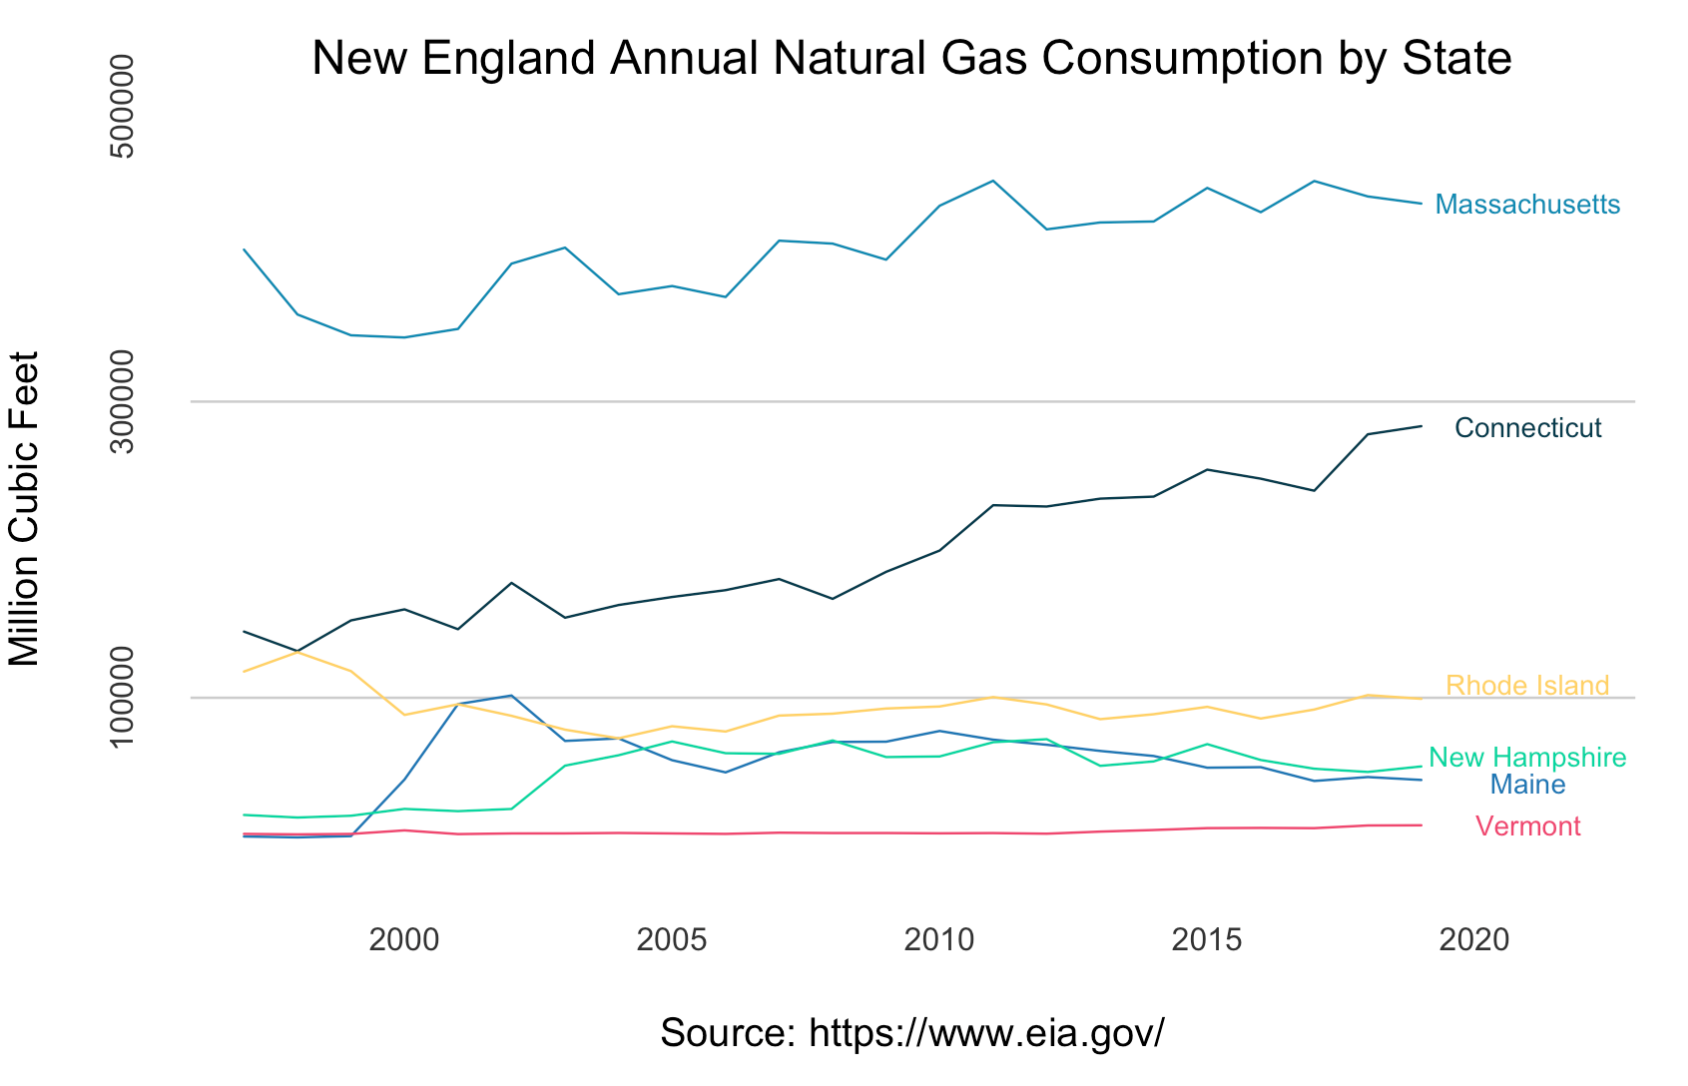 New England Annual Natural Gas Consumption by State
Million Cubic Feet
500000
300000
100000
Massachusetts
Connecticut
Rhode Island
New Hampshire
Maine
Vermont
2000 2005 2010 2015 2020
Source: https://www.eia.gov/